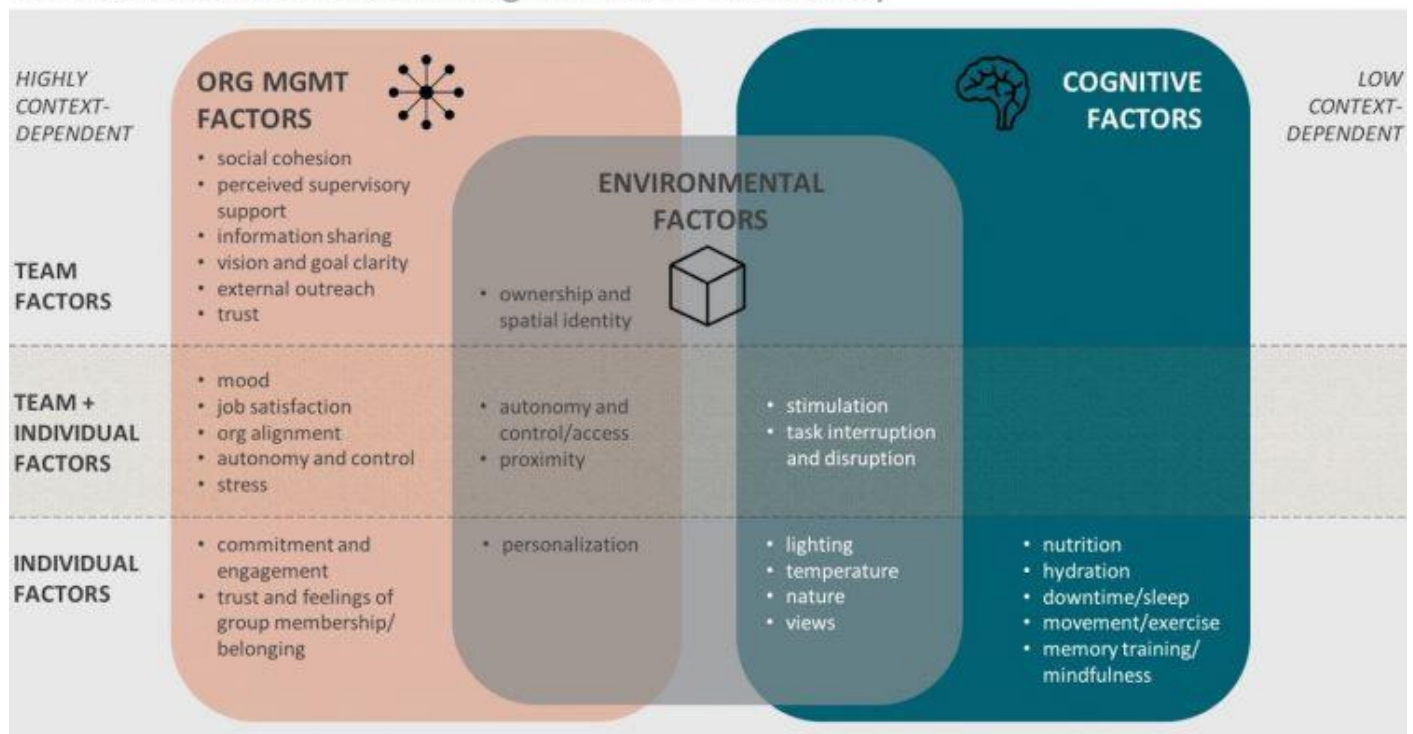 HIGHLY
CONTEXT-
DEPENDENT
ORG MGMT
FACTORS
• social cohesion
• perceived supervisory
support
• information sharing
• vision and goal clarity
• external outreach
• trust
ENVIRONMENTAL
FACTORS
• ownership and
spatial identity
COGNITIVE
FACTORS
LOW
CONTEXT-
DEPENDENT
TEAM
FACTORS
TEAM +
INDIVIDUAL
FACTORS
• mood
• job satisfaction
• org alignment
• autonomy and control
• stress
• autonomy and
control/access
• proximity
• stimulation
• task interruption
and disruption
INDIVIDUAL
FACTORS
• commitment and
engagement
• trust and feelings of
group membership/
belonging
• personalization
• lighting
• temperature
• nature
• views
• nutrition
• hydration
• downtime/sleep
• movement/exercise
• memory training/
mindfulness